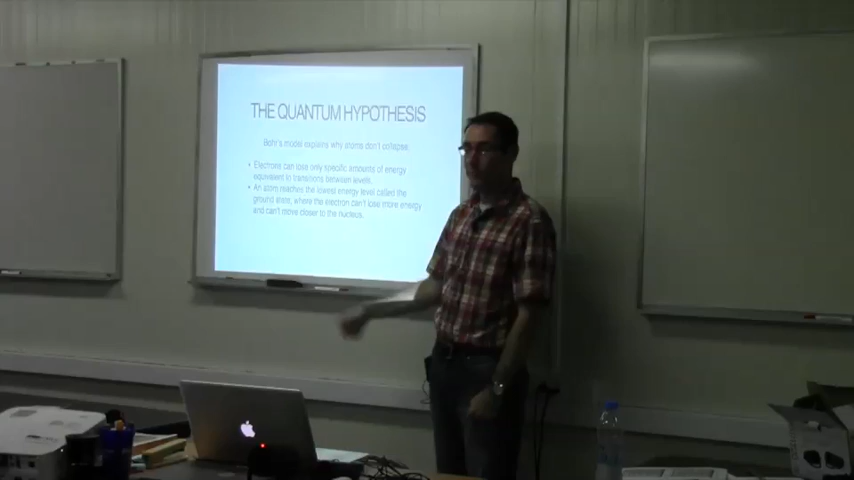 THE QUANTUM HYPOTHESIS
Bohr's model explains why atoms don't collapse.
• Electrons can lose only specific amounts of energy
equivalent to transitions between levels.
• An atom reaches the lowest energy level called the
ground state, where the electron can't lose more energy
and can't move closer to the nucleus.